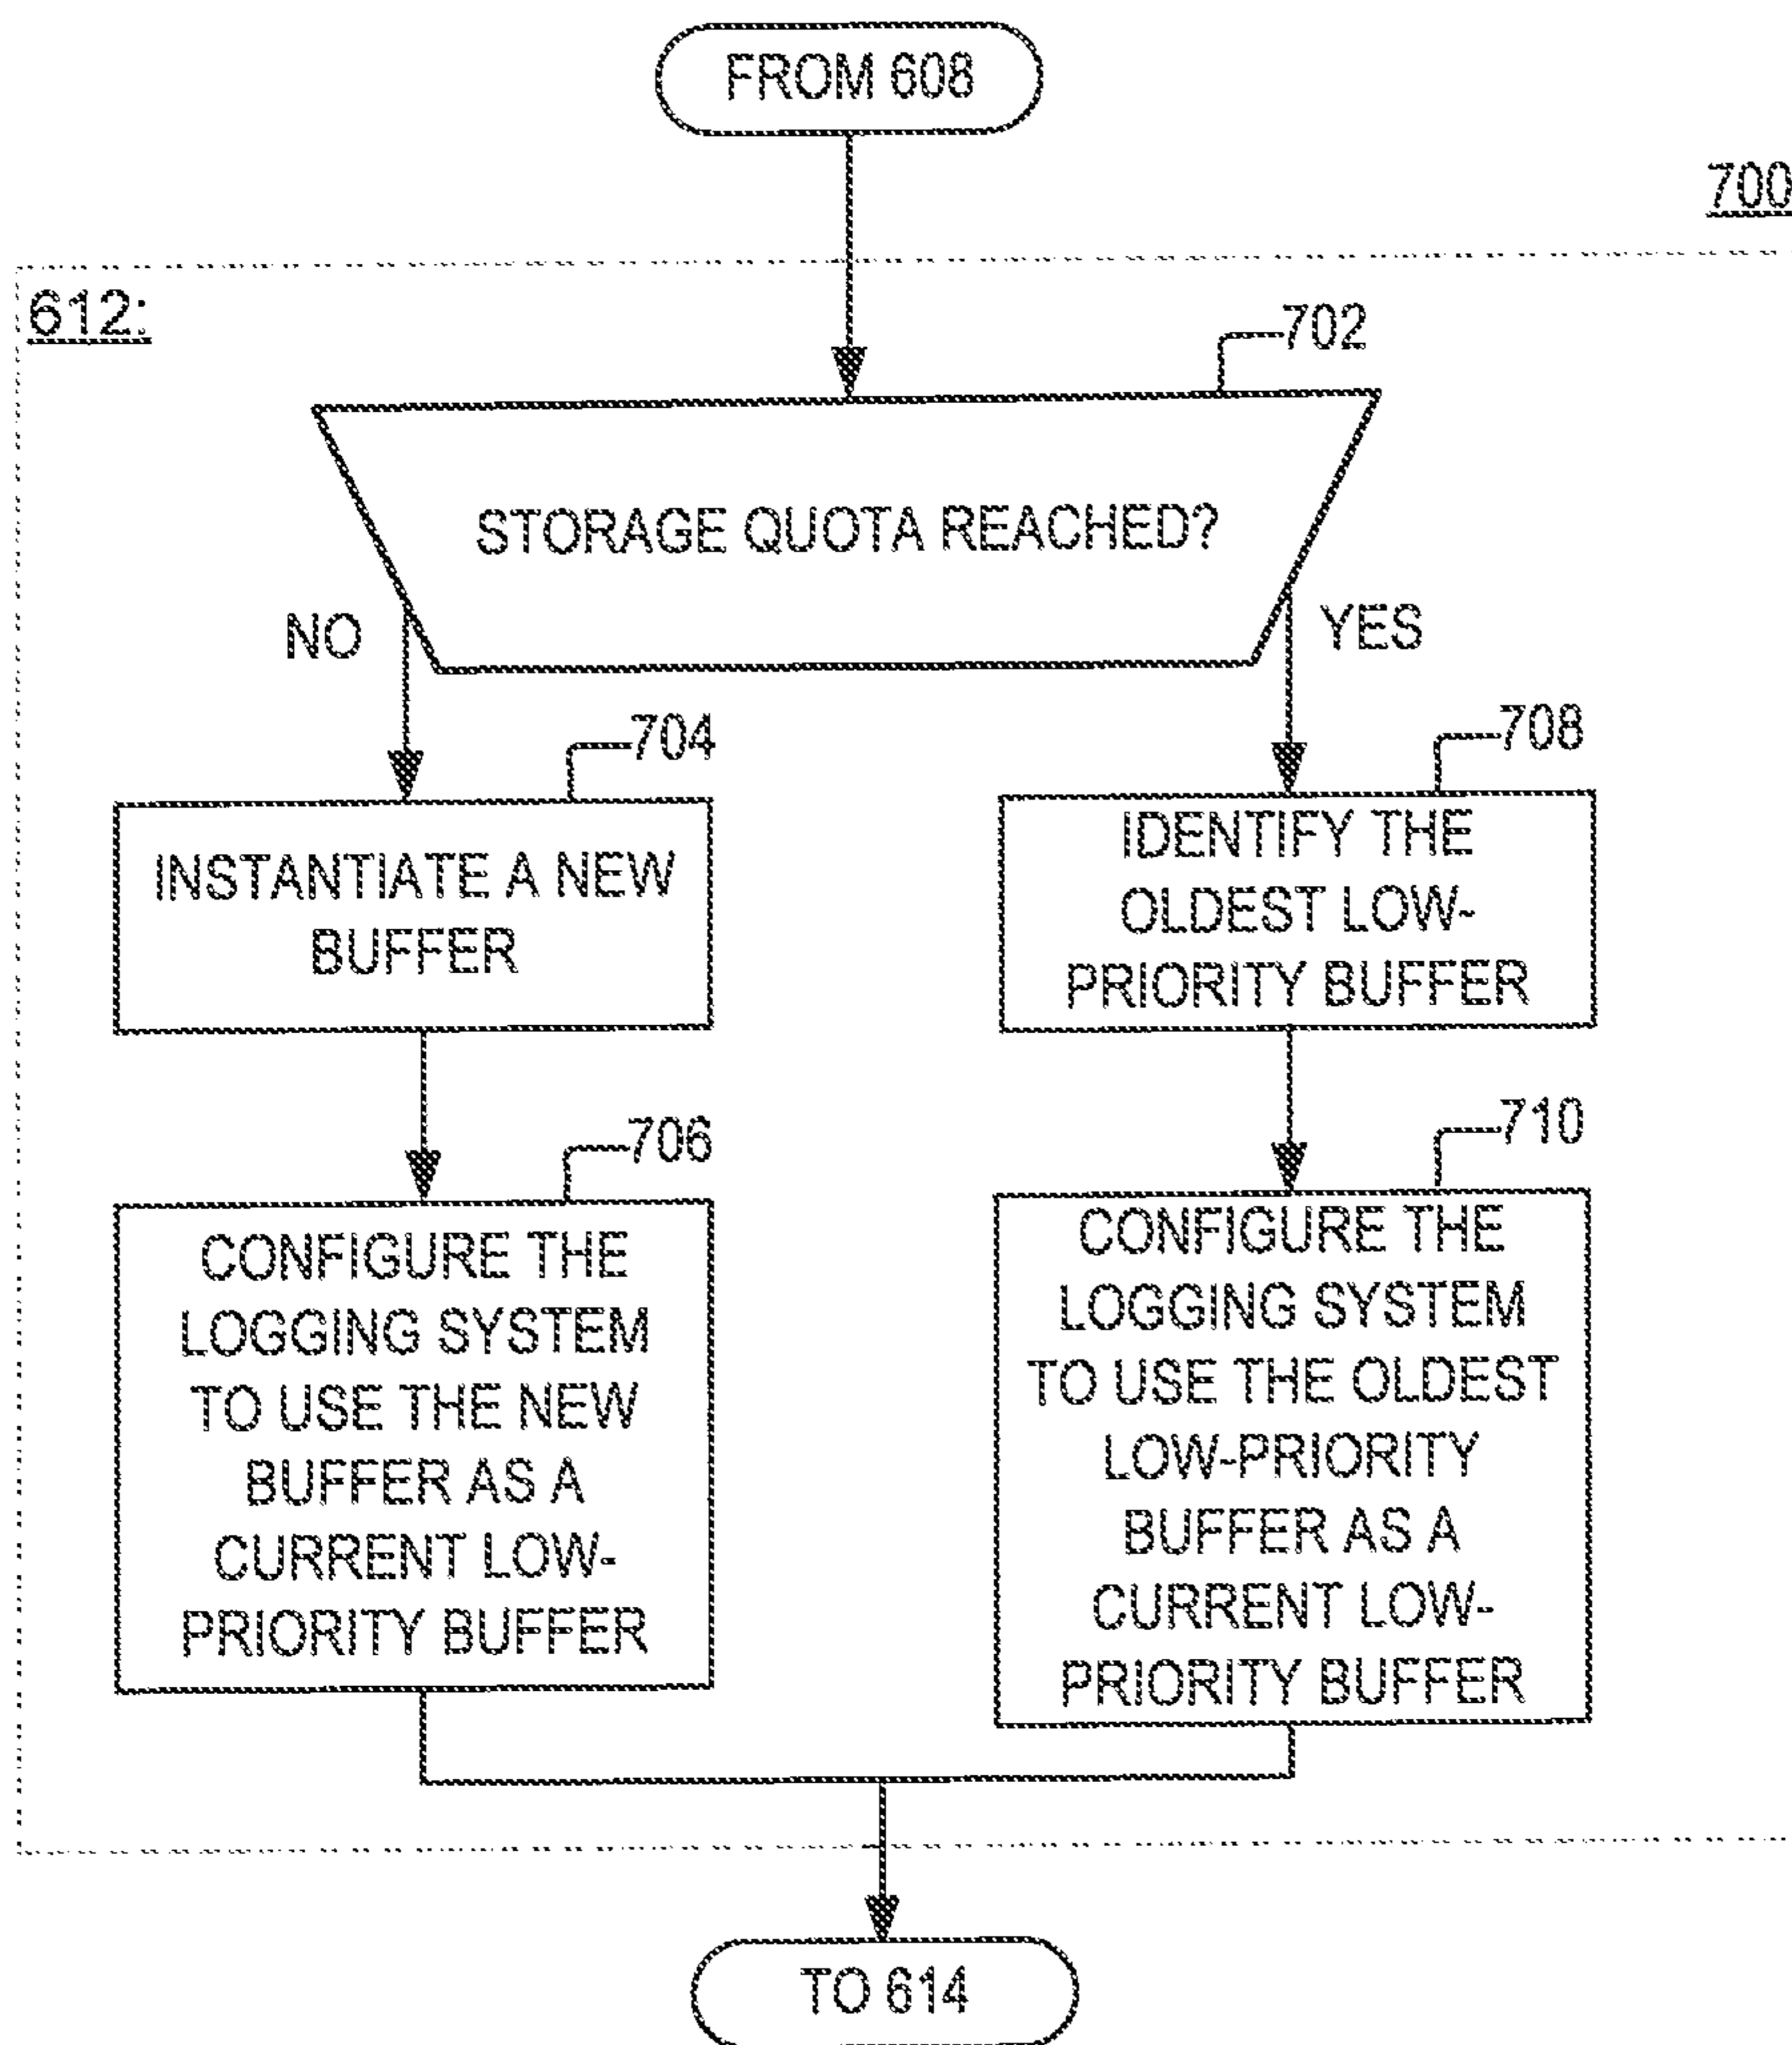 FROM 608
700
612:
702
STORAGE QUOTA REACHED?
NO
YES
704
INSTANTIATE A NEW
BUFFER
708
IDENTIFY THE
OLDEST LOW-
PRIORITY BUFFER
706
CONFIGURE THE
LOGGING SYSTEM
TO USE THE NEW
BUFFER AS A
CURRENT LOW-
PRIORITY BUFFER
710
CONFIGURE THE
LOGGING SYSTEM
TO USE THE OLDEST
LOW-PRIORITY
BUFFER AS A
CURRENT LOW-
PRIORITY BUFFER
TO 614